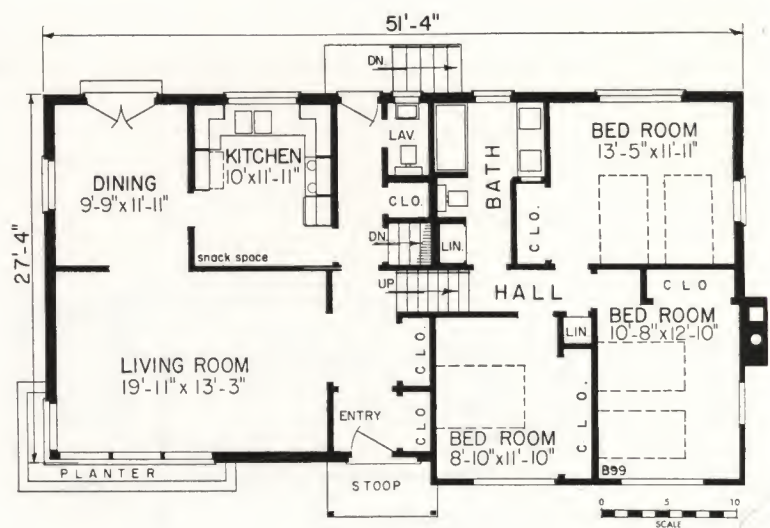 51'-4"
DN.
LAV.
KITCHEN
10'x11'-11"
BATH
BED ROOM
13'-5"x11'-11"
DINING
9'-9"x11'-11"
CLO.
CLO.
27'-4"
snack space
DN.
LIN.
UP
HALL
CLO
BED ROOM
10'-8"x12'-10"
LIN
CLO.
LIVING ROOM
19'-11"x13'-3"
CLO.
ENTRY
CLO
BED ROOM
8'-10"x11'-10"
B99
PLANTER
STOOP
0 5 10
SCALE